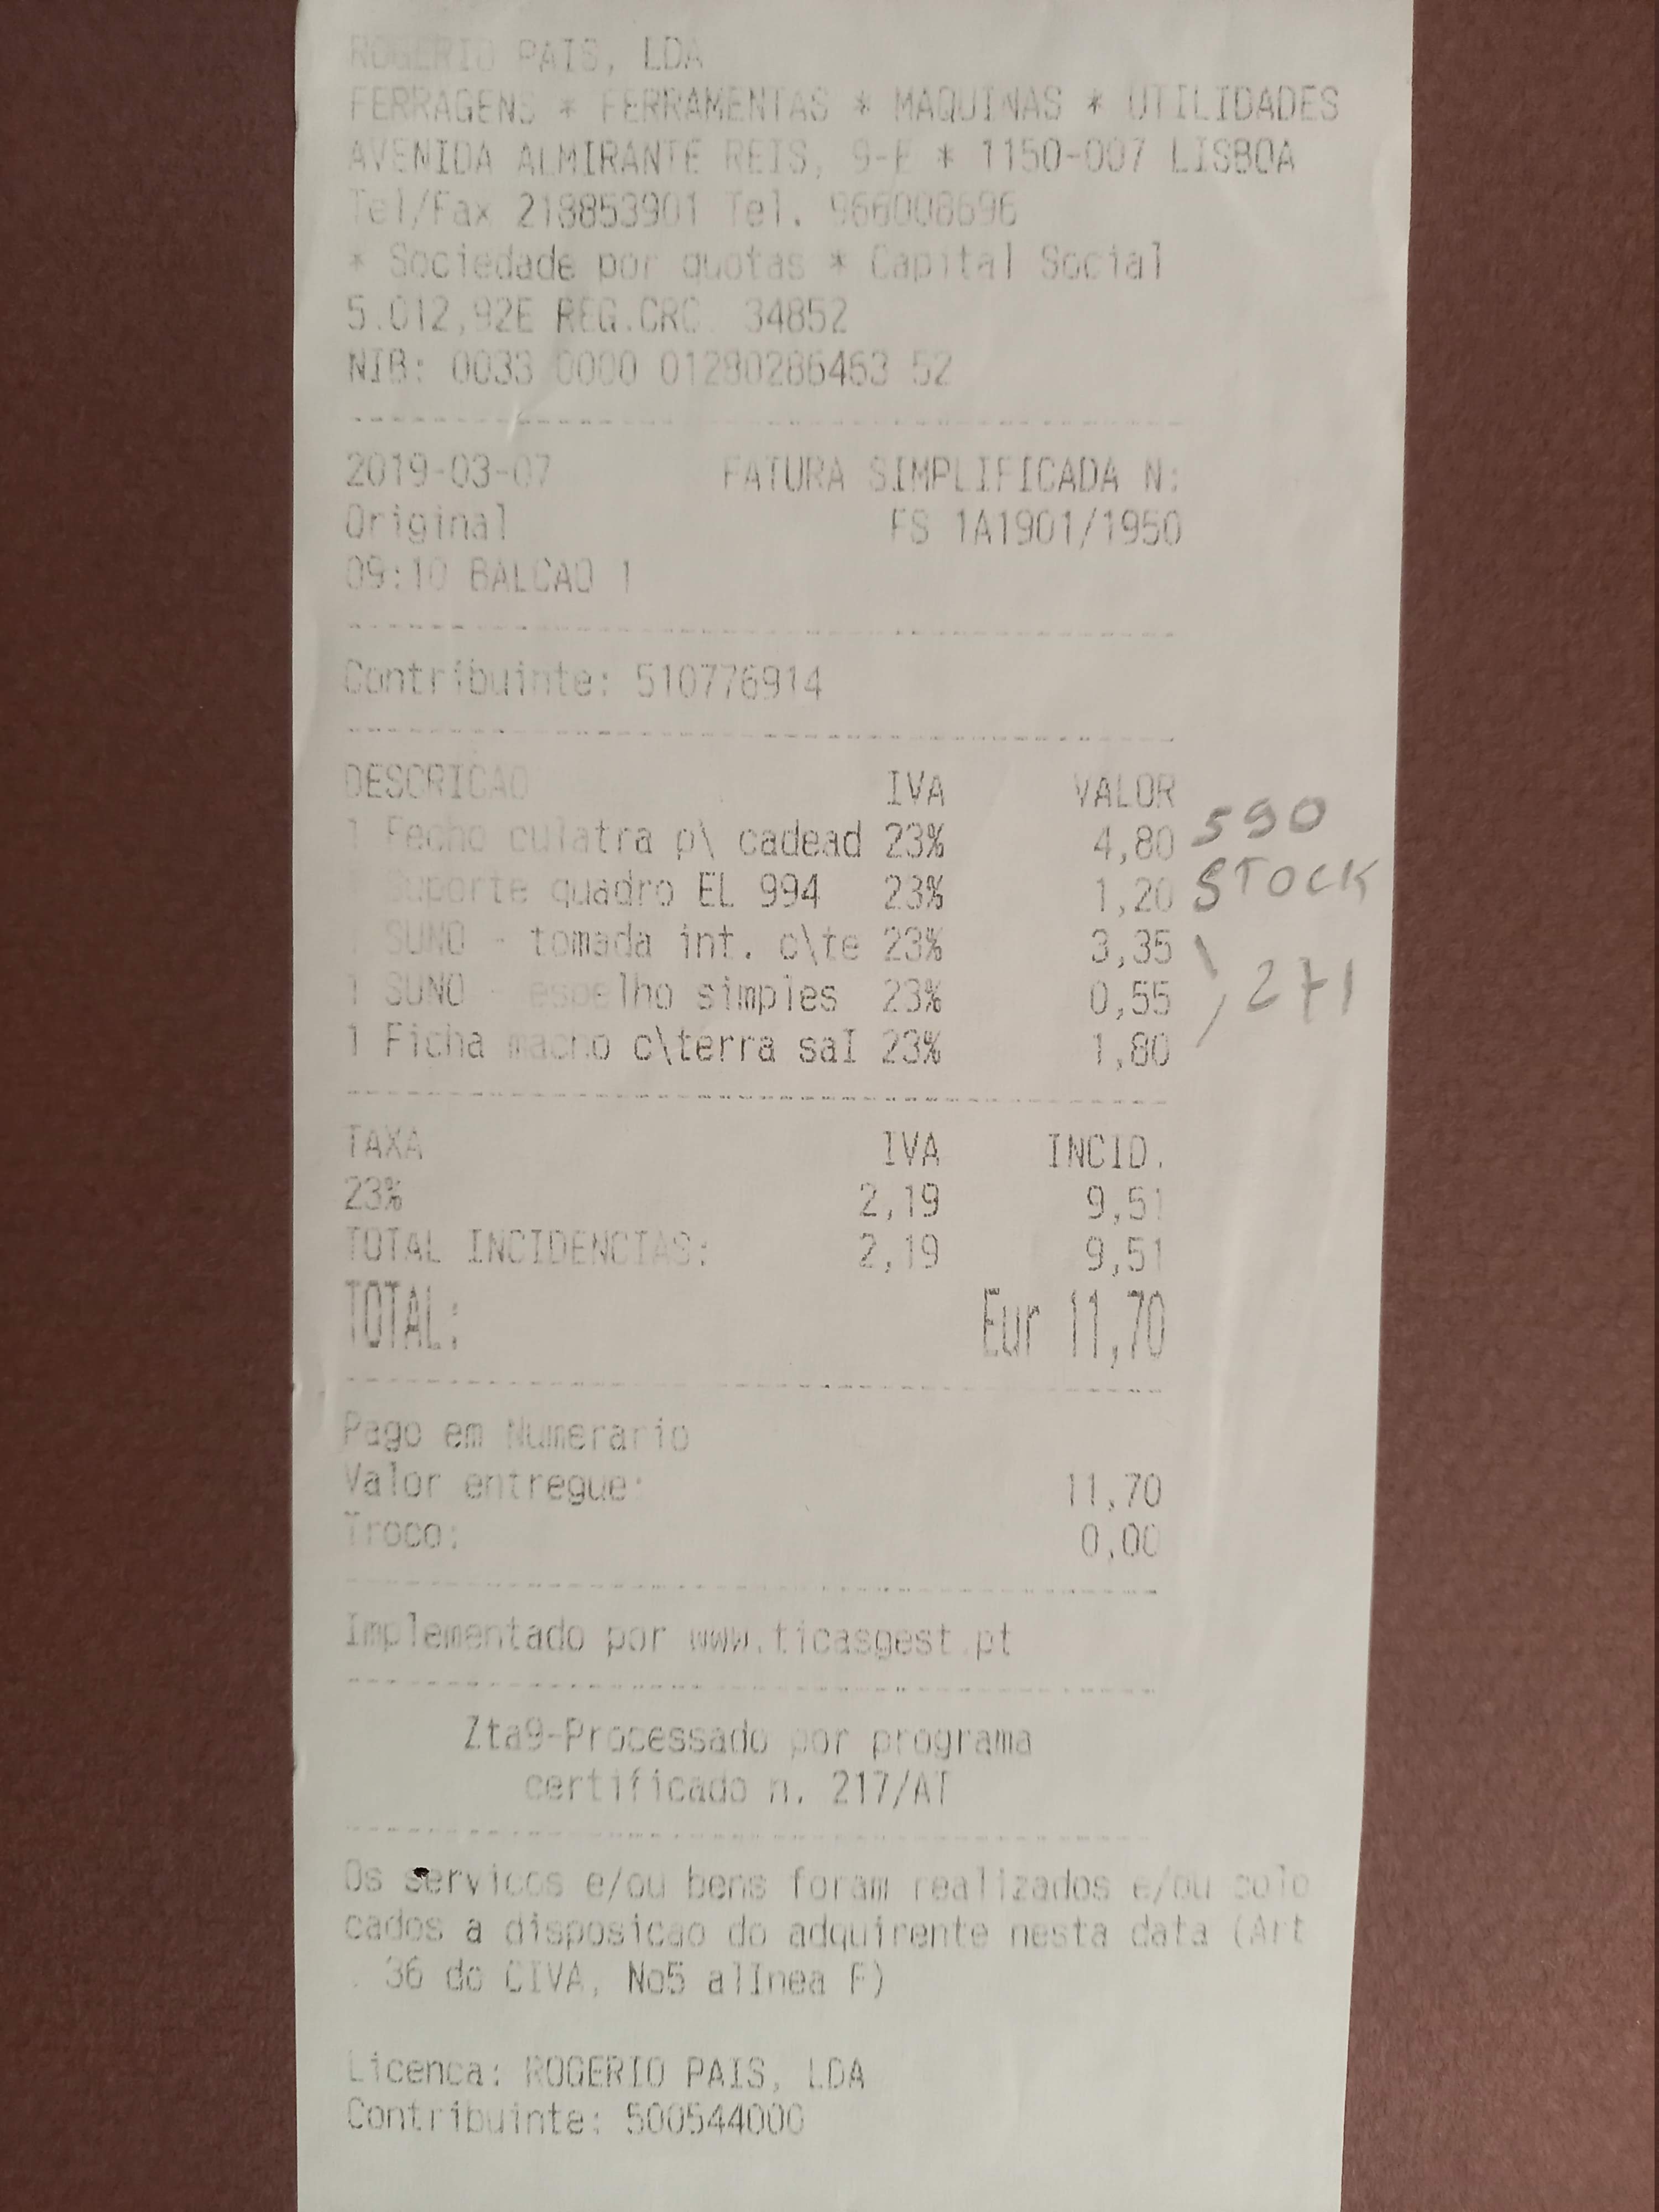 ROGERIO PAIS, LDA
FERRAGENS * FERRAMENTAS * MAQUINAS * UTILIDADES
AVENIDA ALMIRANTE REIS, 9-E * 1150-007 LISBOA
Tel/Fax 218853901 Tel. 966008696
* Sociedade por quotas * Capital Social
5.012,92E REG.CRC. 34852
NIB: 0033 0000 01280286463 52
2019-03-07 FATURA SIMPLIFICADA N:
Original FS 1A1901/1950
09:10 BALCAO 1
Contribuinte: 510776914
DESCRICAO IVA VALOR
1 Fecho culatra p\ cadead 23% 4,80 590
Suporte quadro EL 994 23% 1,20 STOCK
1 SUNO - tomada int. c\te 23% 3,35
1 SUNO - espelho simples 23% 0,55 271
1 Ficha macho c\terra saI 23% 1,80
TAXA IVA INCID.
23% 2,19 9,51
TOTAL INCIDENCIAS: 2,19 9,51
TOTAL: Eur 11,70
Pago em Numerario
Valor entregue: 11,70
Troco: 0,00
Implementado por www.ticasgest.pt
Zta9-Processado por programa
certificado n. 217/AT
Os servicos e/ou bens foram realizados e/ou colo
cados a disposicao do adquirente nesta data (Art
. 36 do CIVA, No5 alInea F)
Licenca: ROGERIO PAIS, LDA
Contribuinte: 500544000